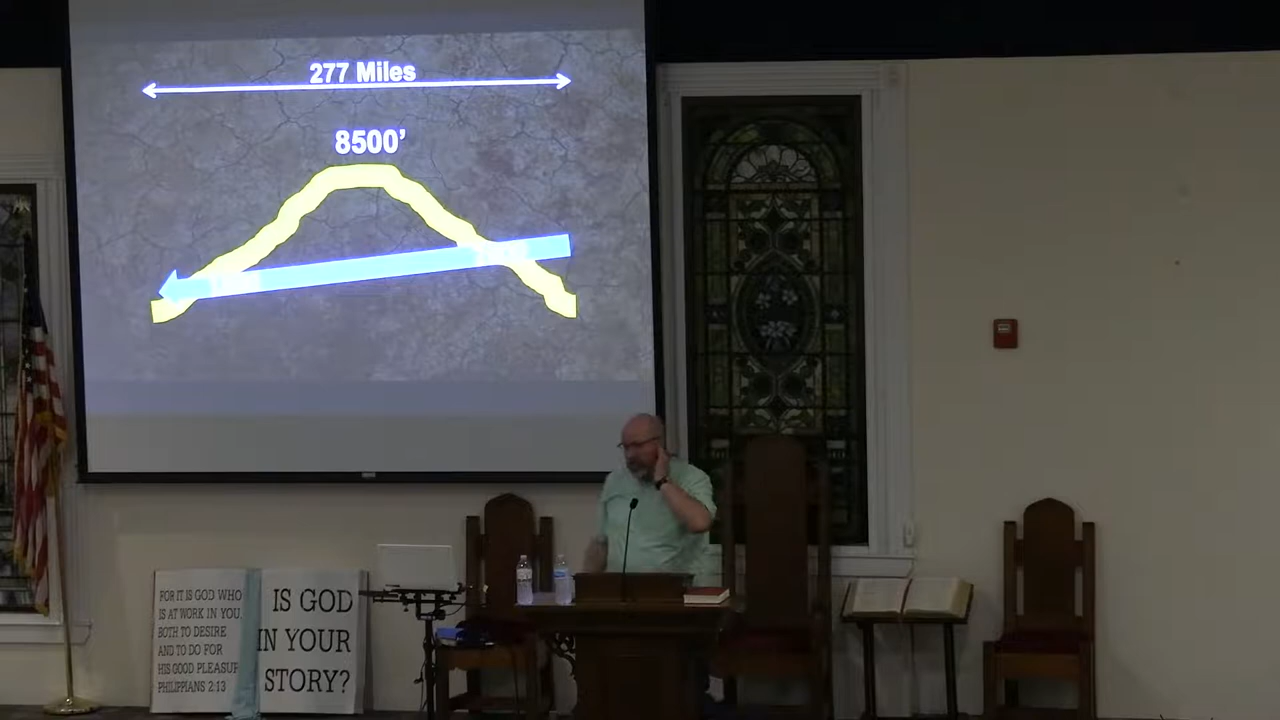 277 Miles
8500’
FOR IT IS GOD WHO
IS AT WORK IN YOU,
BOTH TO DESIRE
AND TO DO FOR
HIS GOOD PLEASUR
PHILIPPIANS 2:13
IS GOD
IN YOUR
STORY?